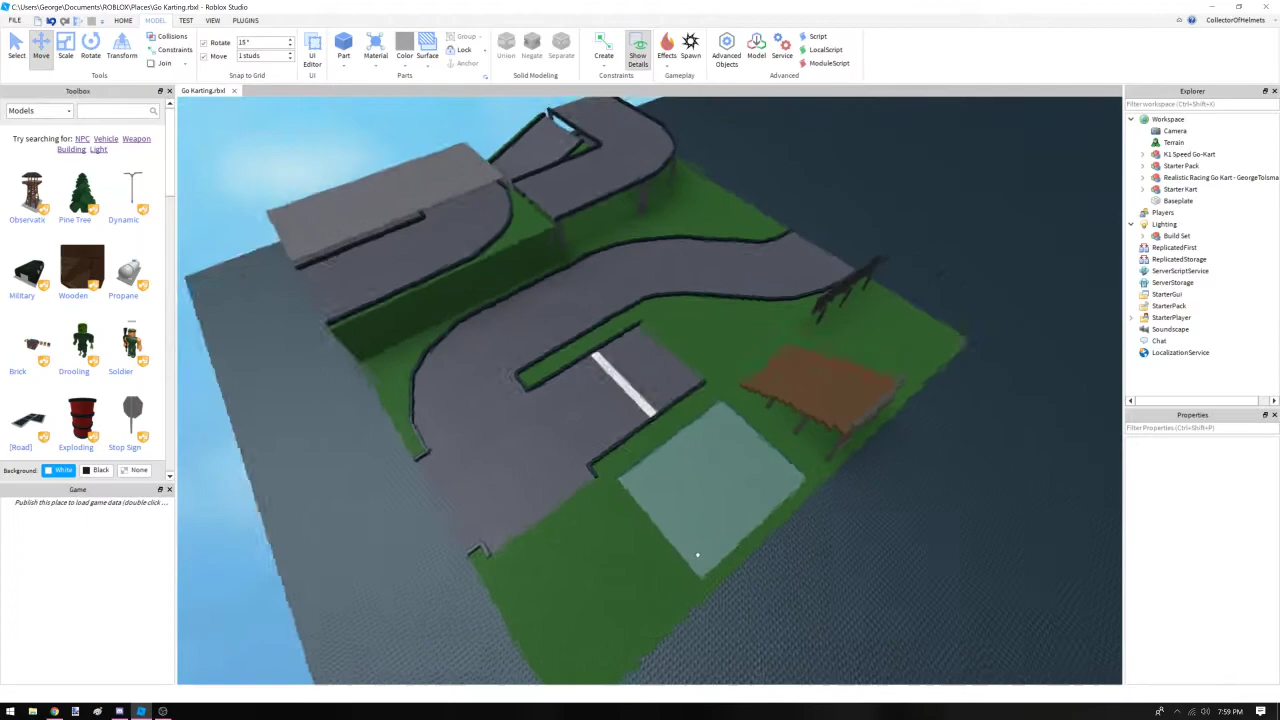 C:\Users\George\Documents\ROBLOX\Places\Go Karting.rbxl - Roblox Studio
FILE HOME MODEL TEST VIEW PLUGINS CollectorOfHelmets
Select Move Scale Rotate Transform
Collisions
Constraints
Join
Tools
Rotate 15°
Move 1 studs
Snap to Grid
UI Editor
UI
Part Material Color Surface
Group
Lock
Anchor
Parts
Union Negate Separate
Solid Modeling
Create Show Details
Constraints
Effects Spawn
Gameplay
Advanced Objects Model Service
Script
LocalScript
ModuleScript
Advanced
Toolbox
Go Karting.rbxl
Models
Try searching for: NPC Vehicle Weapon
Building Light
Observatic Pine Tree Dynamic
Military Wooden Propane
Brick Drooling Soldier
[Road] Exploding Stop Sign
Background: White Black None
Game
Publish this place to load game data (double click ...
Explorer
Filter workspace (Ctrl+Shift+X)
Workspace
Camera
Terrain
K1 Speed Go-Kart
Starter Pack
Realistic Racing Go Kart - GeorgeTolsma
Starter Kart
Baseplate
Players
Lighting
Build Set
ReplicatedFirst
ReplicatedStorage
ServerScriptService
ServerStorage
StarterGui
StarterPack
StarterPlayer
Soundscape
Chat
LocalizationService
Properties
Filter Properties (Ctrl+Shift+P)
7:59 PM